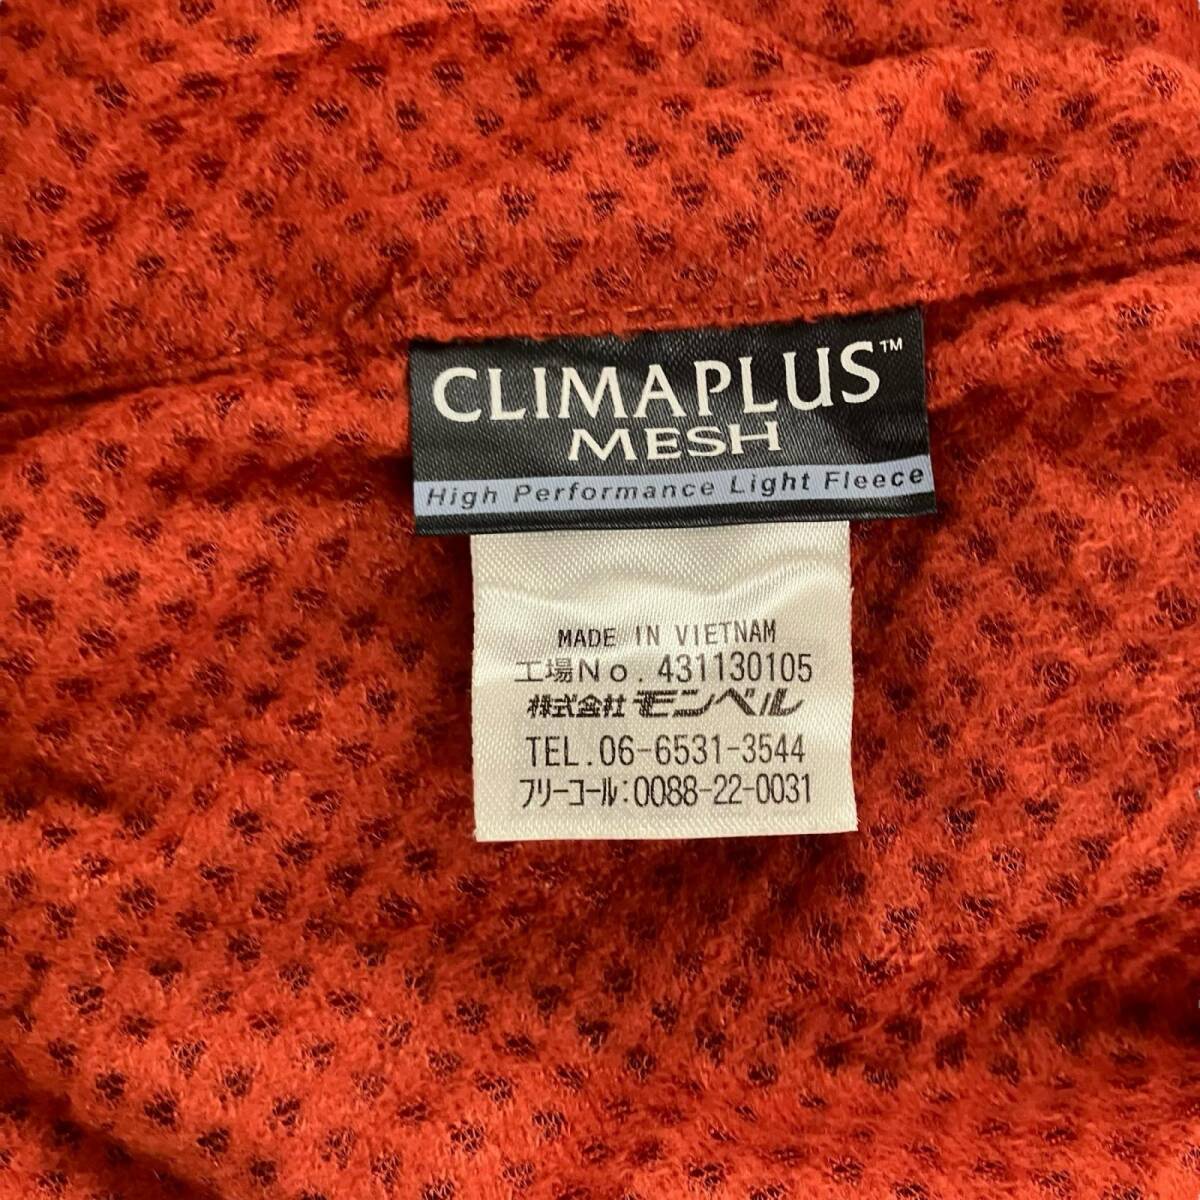 CLIMAPLUS™
MESH
High Performance Light Fleece
MADE IN VIETNAM
工場No. 431130105
株式会社モンベル
TEL.06-6531-3544
フリーコール:0088-22-0031